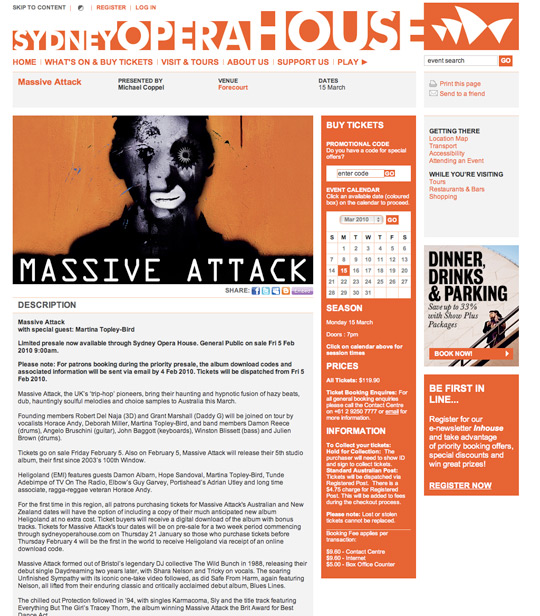 SKIP TO CONTENT
REGISTER
LOG IN
SYDNEY OPERA HOUSE
HOME
WHAT'S ON & BUY TICKETS
VISIT & TOURS
ABOUT US
SUPPORT US
PLAY
event search
GO
Massive Attack
PRESENTED BY
Michael Coppel
VENUE
Forecourt
DATES
15 March
Print this page
Send to a friend
MASSIVE ATTACK
SHARE:
DESCRIPTION
Massive Attack
with special guest: Martina Topley-Bird
Limited presale now available through Sydney Opera House. General Public on sale Fri 5 Feb
2010 9:00am.
Please note: For patrons booking during the priority presale, the album download codes and
associated information will be sent via email by 4 Feb 2010. Tickets will be dispatched from Fri 5
Feb 2010.
Massive Attack, the UK's 'trip-hop' pioneers, bring their haunting and hypnotic fusion of hazy beats,
dub, hauntingly soulful melodies and choice samples to Australia this March.
Founding members Robert Del Naja (3D) and Grant Marshall (Daddy G) will be joined on tour by
vocalists Horace Andy, Deborah Miller, Martina Topley-Bird, and band members Damon Reece
(drums), Angelo Bruschini (guitar), John Baggott (keyboards), Winston Blissett (bass) and Julien
Brown (drums).
Tickets go on sale Friday February 5. Also on February 5, Massive Attack will release their 5th studio
album, their first since 2003's 100th Window.
Heligoland (EMI) features guests Damon Albarn, Hope Sandoval, Martina Topley-Bird, Tunde
Adebimpe of TV On The Radio, Elbow's Guy Garvey, Portishead's Adrian Utley and long time
associate, ragga-reggae veteran Horace Andy.
For the first time in this region, all patrons purchasing tickets for Massive Attack's Australian and New
Zealand dates will have the option of including a copy of their much anticipated new album
Heligoland at no extra cost. Ticket buyers will receive a digital download of the album with bonus
tracks. Tickets for Massive Attack's tour dates will be on pre-sale for a two week period commencing
through sydneyoperahouse.com on Thursday 21 January so those who purchase tickets before
Thursday February 4 will be the first in the world to receive Heligoland via receipt of an online
download code.
Massive Attack formed out of Bristol's legendary DJ collective The Wild Bunch in 1988, releasing their
debut single Daydreaming two years later, with Shara Nelson and Tricky on vocals. The soaring
Unfinished Sympathy with its iconic one-take video followed, as did Safe From Harm, again featuring
Nelson, all lifted from their enduring classic and critically acclaimed debut album, Blues Lines.
The chilled out Protection followed in '94, with singles Karmacoma, Sly and the title track featuring
Everything But The Girl's Tracey Thorn, the album winning Massive Attack the Brit Award for Best
BUY TICKETS
PROMOTIONAL CODE
Do you have a code for special
offers?
enter code
GO
EVENT CALENDAR
Click an available date (coloured
box) on the calendar to proceed.
Mar 2010
GO
S M T W T F S
1 2 3 4 5 6
7 8 9 10 11 12 13
14 15 16 17 18 19 20
21 22 23 24 25 26 27
28 29 30 31
SEASON
Monday 15 March
Doors : 7pm
Click on calendar above for
session times
PRICES
All Tickets: $119.90
Ticket Booking Enquires: For
all general booking enquiries
please call the Contact Centre
on +61 2 9250 7777 or email for
more information.
INFORMATION
To Collect your tickets:
Held for Collection: The
purchaser will need to show ID
and sign to collect tickets.
Standard Australian Post:
Tickets will be dispatched via
Registered Post. There is a
$4.75 charge for Registered
Post. This will be added to fees
during the checkout process.
Please note: Lost or stolen
tickets cannot be replaced.
Booking Fee applies per
transaction:
$9.60 - Contact Centre
$8.60 - Internet
$5.00 - Box Office Counter
GETTING THERE
Location Map
Transport
Accessibility
Attending an Event
WHILE YOU'RE VISITING
Tours
Restaurants & Bars
Shopping
DINNER,
DRINKS
& PARKING
Save up to 33%
with Show Plus
Packages
BOOK NOW!
BE FIRST IN
LINE...
Register for our
e-newsletter Inhouse
and take advantage
of priority booking offers,
special discounts and
win great prizes!
REGISTER NOW